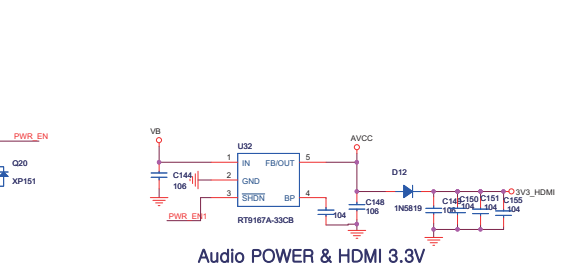 PWR_EN
Q20
XP151
VB
C144
106
PWR_EN1
U32
1
IN
2
GND
3
SHDN
FB/OUT
5
BP
4
RT9167A-33CB
104
AVCC
C148
106
D12
1N5819
C149
106
C150
104
C151
104
C155
104
3V3_HDMI
Audio POWER & HDMI 3.3V